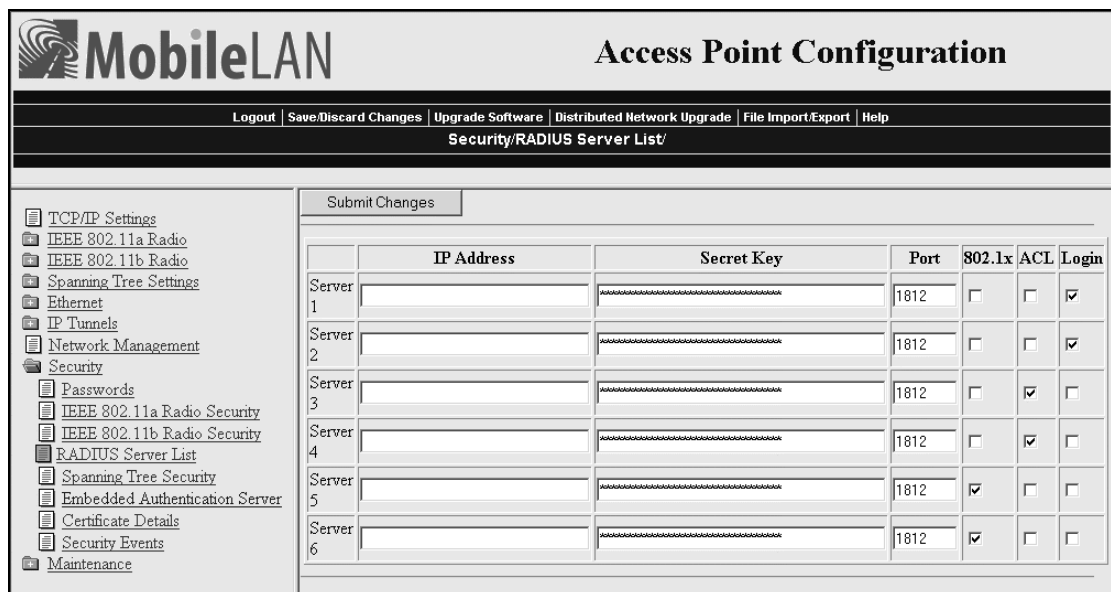 MobileLAN
Access Point Configuration
Logout | Save/Discard Changes | Upgrade Software | Distributed Network Upgrade | File Import/Export | Help
Security/RADIUS Server List/
TCP/IP Settings
IEEE 802.11a Radio
IEEE 802.11b Radio
Spanning Tree Settings
Ethernet
IP Tunnels
Network Management
Security
Passwords
IEEE 802.11a Radio Security
IEEE 802.11b Radio Security
RADIUS Server List
Spanning Tree Security
Embedded Authentication Server
Certificate Details
Security Events
Maintenance
Submit Changes
IP Address Secret Key Port 802.1x ACL Login
Server 1 ******************************** 1812
Server 2 ******************************** 1812
Server 3 ******************************** 1812
Server 4 ******************************** 1812
Server 5 ******************************** 1812
Server 6 ******************************** 1812